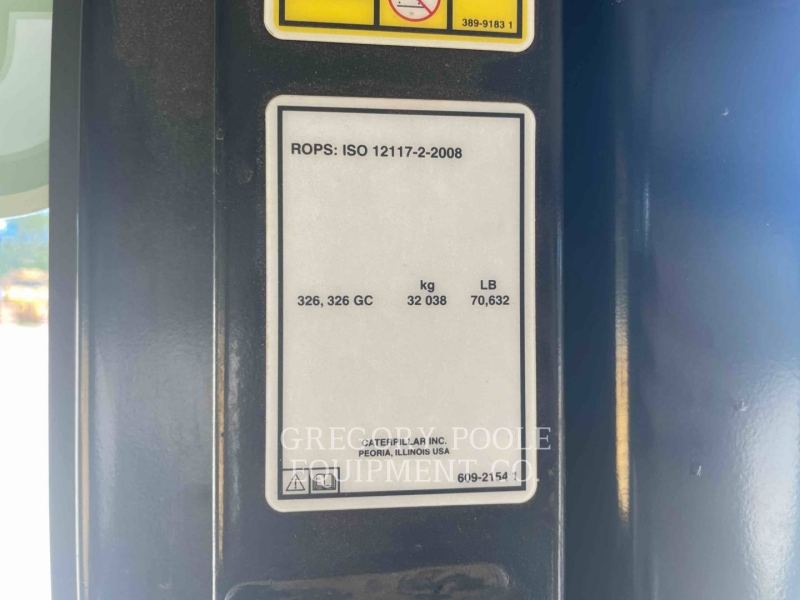 389-9183 1
ROPS: ISO 12117-2-2008
kg LB
326, 326 GC 32 038 70,632
CATERPILLAR INC.
PEORIA, ILLINOIS USA
GREGORY POOLE
EQUIPMENT CO.
609-2154 1